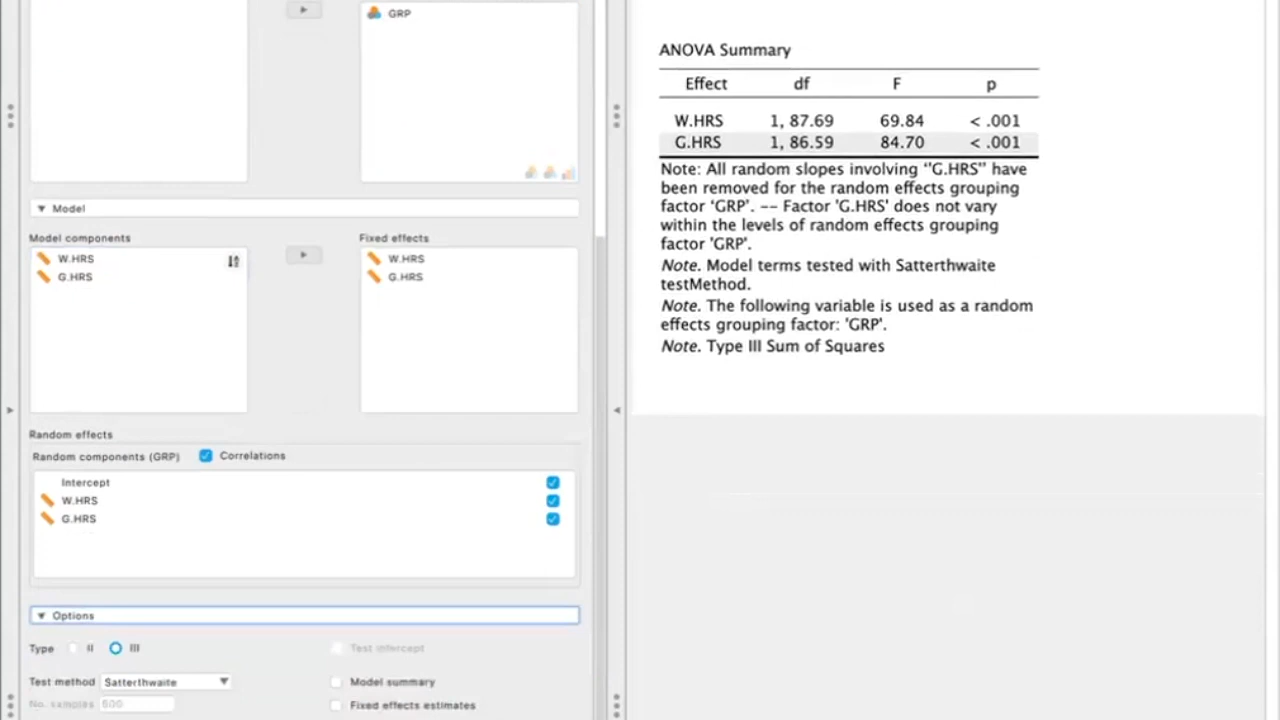 GRP
Model
Model components
W.HRS
G.HRS
Fixed effects
W.HRS
G.HRS
Random effects
Random components (GRP)
Correlations
Intercept
W.HRS
G.HRS
Options
Type
II
III
Test intercept
Test method
Satterthwaite
Model summary
No. samples
500
Fixed effects estimates
ANOVA Summary
Effect df F p
W.HRS 1, 87.69 69.84 < .001
G.HRS 1, 86.59 84.70 < .001
Note: All random slopes involving "G.HRS" have
been removed for the random effects grouping
factor 'GRP'. -- Factor 'G.HRS' does not vary
within the levels of random effects grouping
factor 'GRP'.
Note. Model terms tested with Satterthwaite
testMethod.
Note. The following variable is used as a random
effects grouping factor: 'GRP'.
Note. Type III Sum of Squares